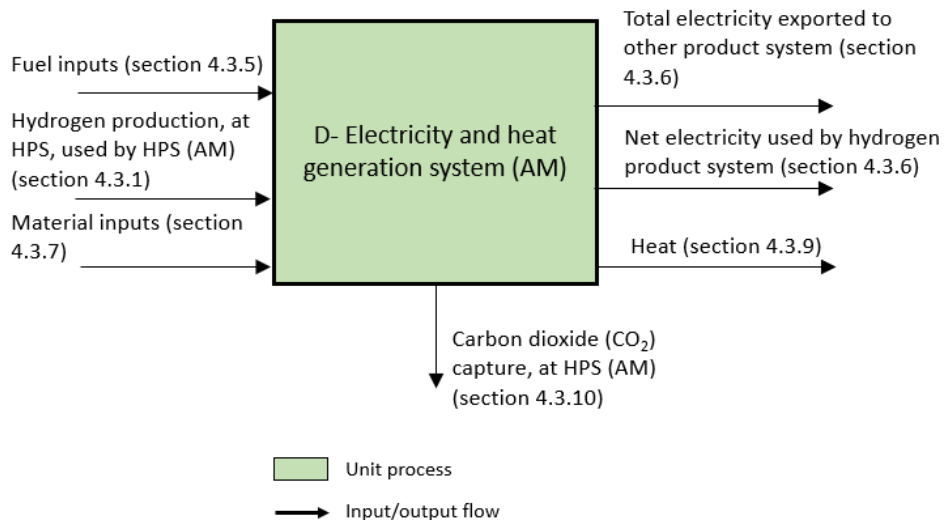 Fuel inputs (section 4.3.5)
Hydrogen production, at
HPS, used by HPS (AM)
(section 4.3.1)
Material inputs (section
4.3.7)
D- Electricity and heat
generation system (AM)
Total electricity exported to
other product system (section
4.3.6)
Net electricity used by hydrogen
product system (section 4.3.6)
Heat (section 4.3.9)
Carbon dioxide (CO₂)
capture, at HPS (AM)
(section 4.3.10)
Unit process
Input/output flow